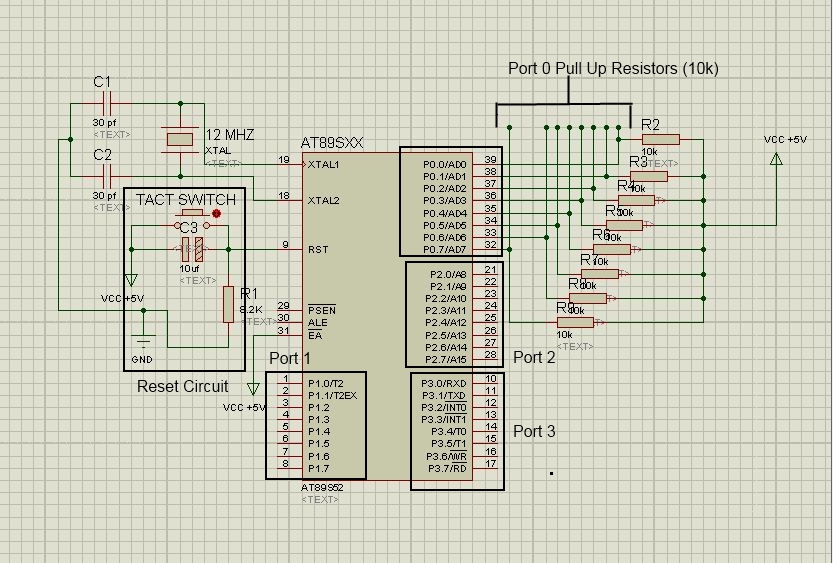 Port 0 Pull Up Resistors (10k)
C1
30 pf
<TEXT>
12 MHZ
XTAL
<TEXT>
C2
30 pf
<TEXT>
AT89SXX
TACT SWITCH
C3
<TEXT>
10uf
<TEXT>
VCC +5V
R1
8.2K
<TEXT>
GND
Reset Circuit
VCC +5V
Port 1
19 XTAL1
18 XTAL2
9 RST
29 PSEN
30 ALE
31 EA
1 P1.0/T2
2 P1.1/T2EX
3 P1.2
4 P1.3
5 P1.4
6 P1.5
7 P1.6
8 P1.7
P0.0/AD0 39
P0.1/AD1 38
P0.2/AD2 37
P0.3/AD3 36
P0.4/AD4 35
P0.5/AD5 34
P0.6/AD6 33
P0.7/AD7 32
P2.0/A8 21
P2.1/A9 22
P2.2/A10 23
P2.3/A11 24
P2.4/A12 25
P2.5/A13 26
P2.6/A14 27
P2.7/A15 28
Port 2
P3.0/RXD 10
P3.1/TXD 11
P3.2/INT0 12
P3.3/INT1 13
P3.4/T0 14
P3.5/T1 15
P3.6/WR 16
P3.7/RD 17
Port 3
AT89S52
<TEXT>
R2
10k
<TEXT>
R3
10k
R4
10k
R5
10k
R6
10k
R7
10k
10k
10k
<TEXT>
VCC +5V